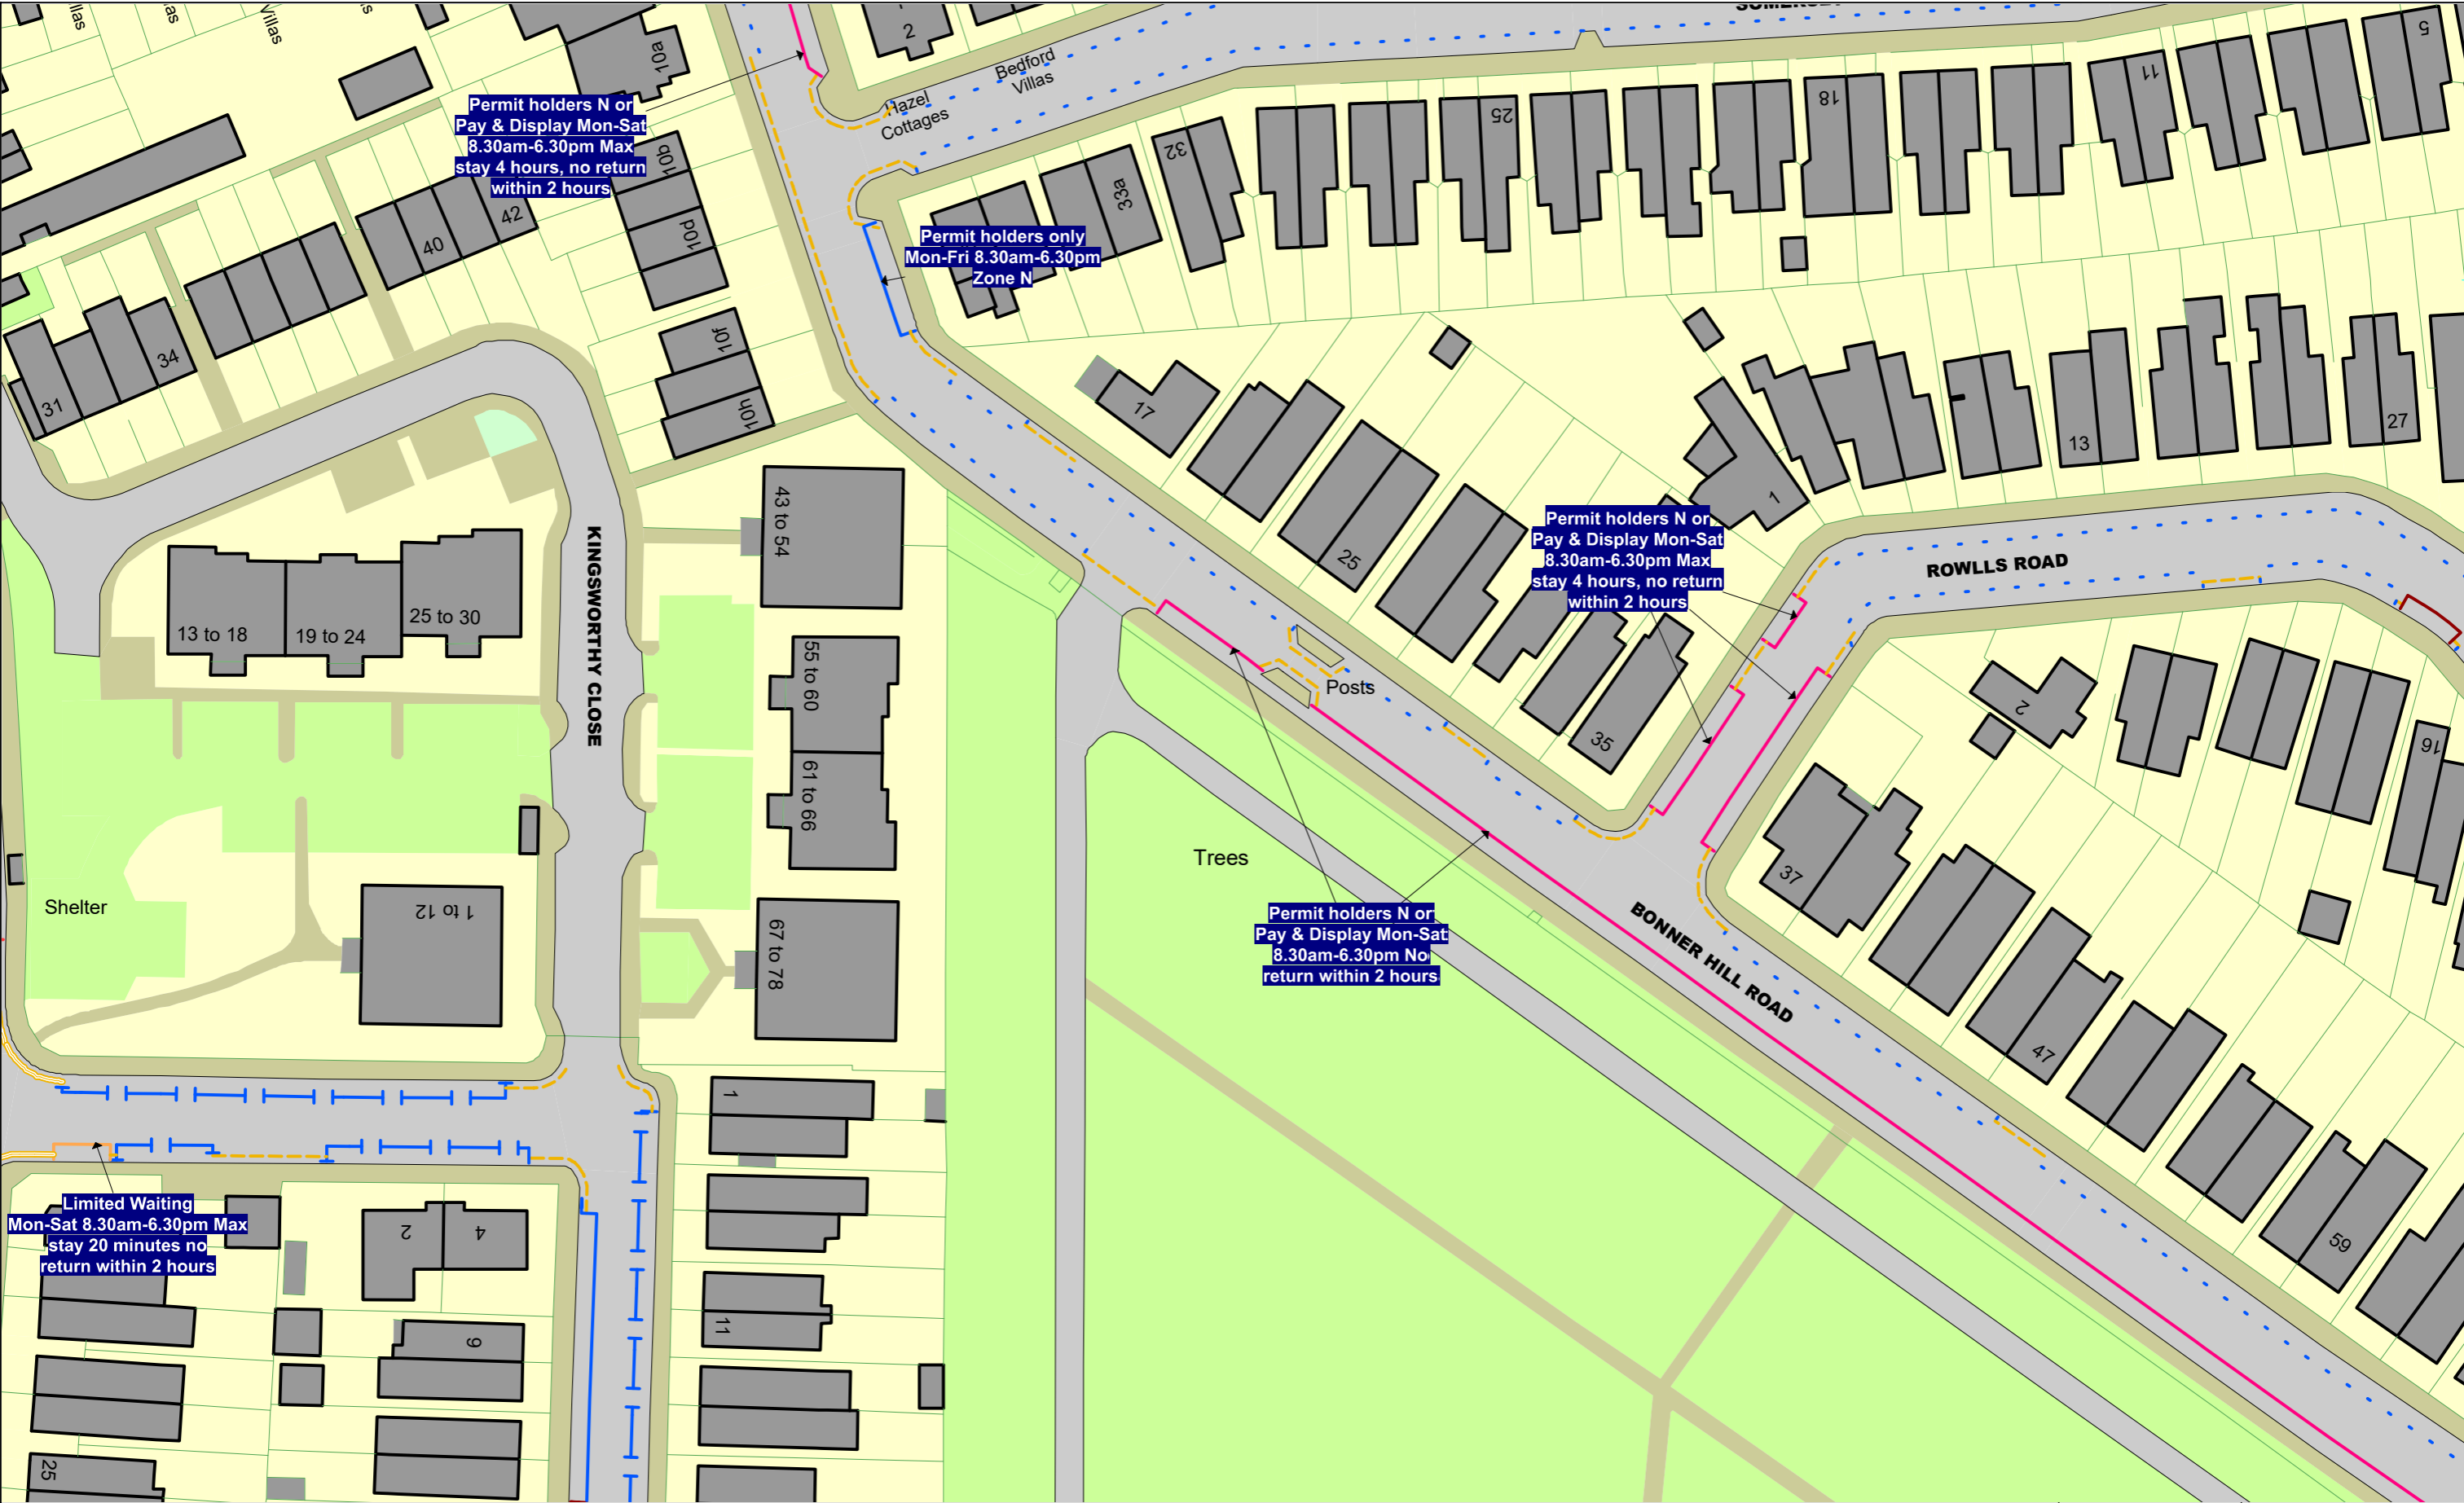 Villas
2
10a
Bedford
Villas
Hazel
Cottages
5
11
18
25
32
33a
Permit holders N or
Pay & Display Mon-Sat
8.30am-6.30pm Max
stay 4 hours, no return
within 2 hours
10b
10d
10f
10h
42
40
34
31
Permit holders only
Mon-Fri 8.30am-6.30pm
Zone N
17
25
35
1
13
27
Permit holders N or
Pay & Display Mon-Sat
8.30am-6.30pm Max
stay 4 hours, no return
within 2 hours
ROWLLS ROAD
2
16
37
47
59
Posts
43 to 54
KINGSWORTHY CLOSE
13 to 18
19 to 24
25 to 30
55 to 60
61 to 66
67 to 78
1 to 12
Shelter
Trees
Permit holders N or
Pay & Display Mon-Sat
8.30am-6.30pm No
return within 2 hours
BONNER HILL ROAD
Limited Waiting
Mon-Sat 8.30am-6.30pm Max
stay 20 minutes no
return within 2 hours
2
4
1
11
25